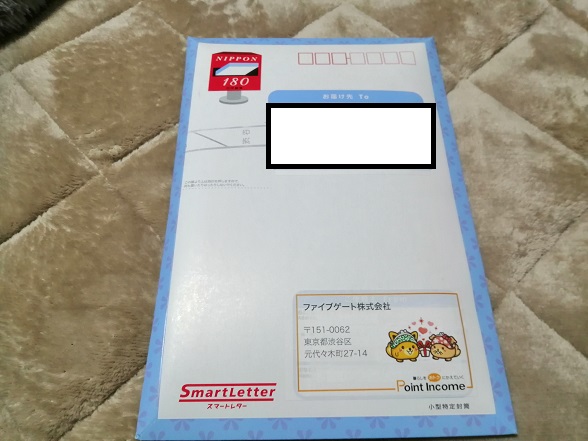 NIPPON
180
お届け先 To
ファイブゲート株式会社
〒151-0062
東京都渋谷区
元代々木町27-14
Point Income
SmartLetter
スマートレター
小型特定封筒